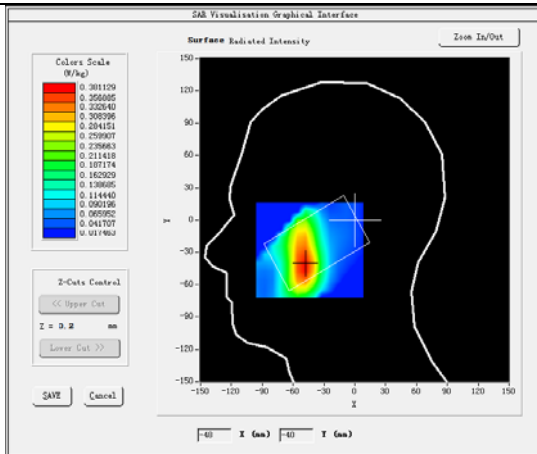 SAR Visualisation Graphical Interface
Surface Radiated Intensity
Zoom In/Out
Colors Scale
(W/kg)
0.381129
0.356885
0.332640
0.308396
0.284151
0.259907
0.235663
0.211418
0.187174
0.162929
0.138685
0.114440
0.090196
0.065952
0.041707
0.017463
150
120
90
60
30
0
-30
-60
-90
-120
-150
Y
-150 -120 -90 -60 -30 0 30 60 90 120 150
X
Z-Cuts Control
<< Upper Cut
Z = 3.2 mm
Lower Cut >>
SAVE Cancel
-40 X (mm) -40 Y (mm)